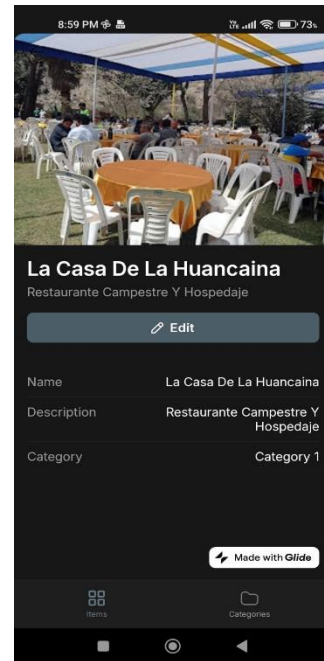 8:59 PM
73%
La Casa De La Huancaina
Restaurante Campestre Y Hospedaje
Edit
Name
La Casa De La Huancaina
Description
Restaurante Campestre Y
Hospedaje
Category
Category 1
Made with Glide
Items
Categories